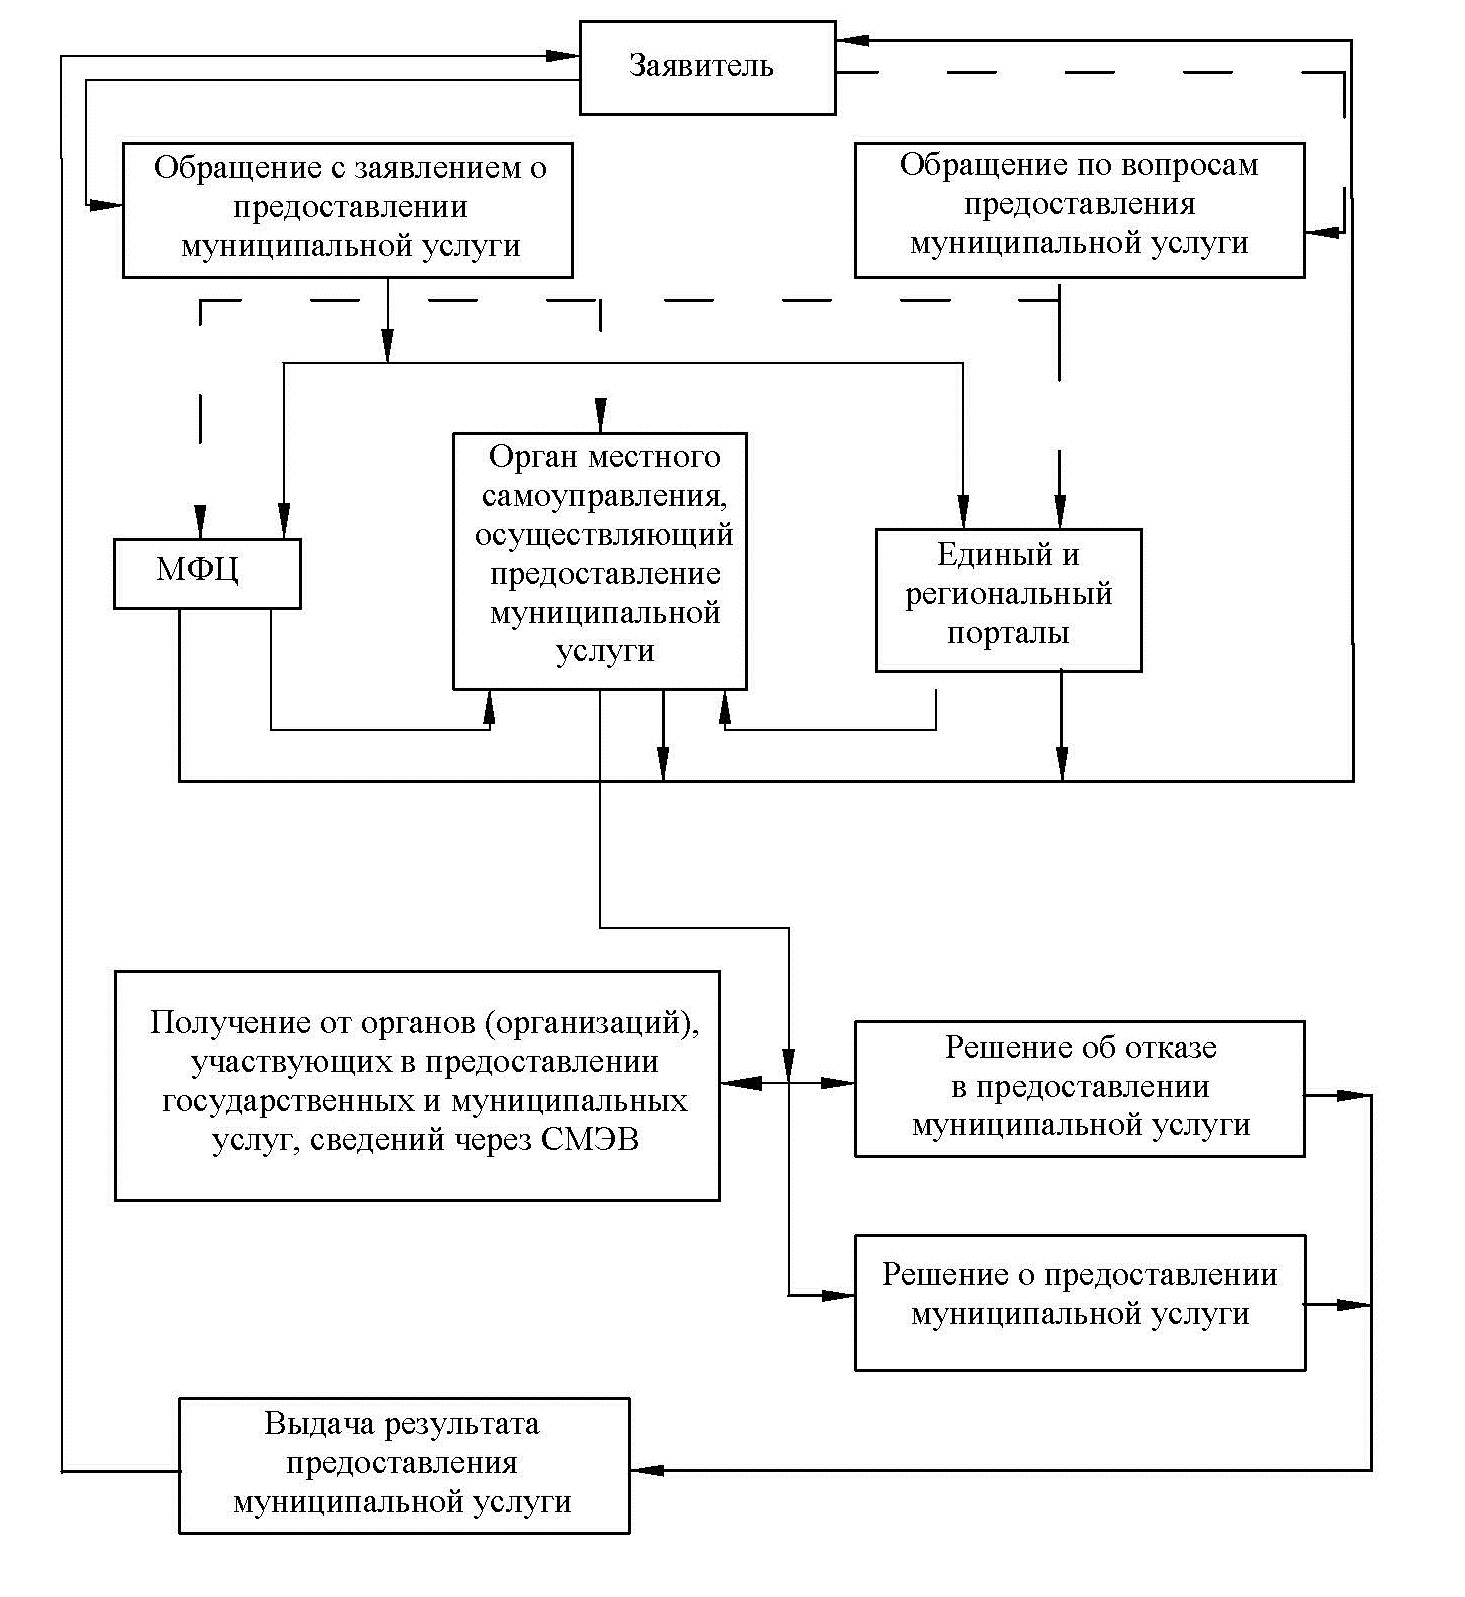 Заявитель
Обращение с заявлением о
предоставлении
муниципальной услуги
Обращение по вопросам
предоставления
муниципальной услуги
Орган местного
самоуправления,
осуществляющий
предоставление
муниципальной
услуги
МФЦ
Единый и
региональный
порталы
Получение от органов (организаций),
участвующих в предоставлении
государственных и муниципальных
услуг, сведений через СМЭВ
Решение об отказе
в предоставлении
муниципальной услуги
Решение о предоставлении
муниципальной услуги
Выдача результата
предоставления
муниципальной услуги